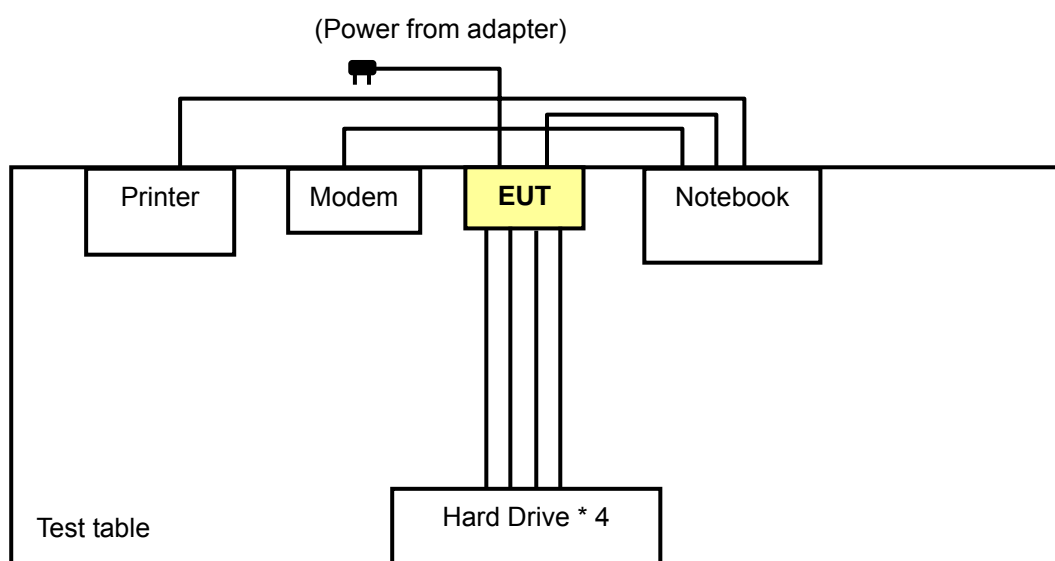 (Power from adapter)
Printer
Modem
EUT
Notebook
Hard Drive * 4
Test table